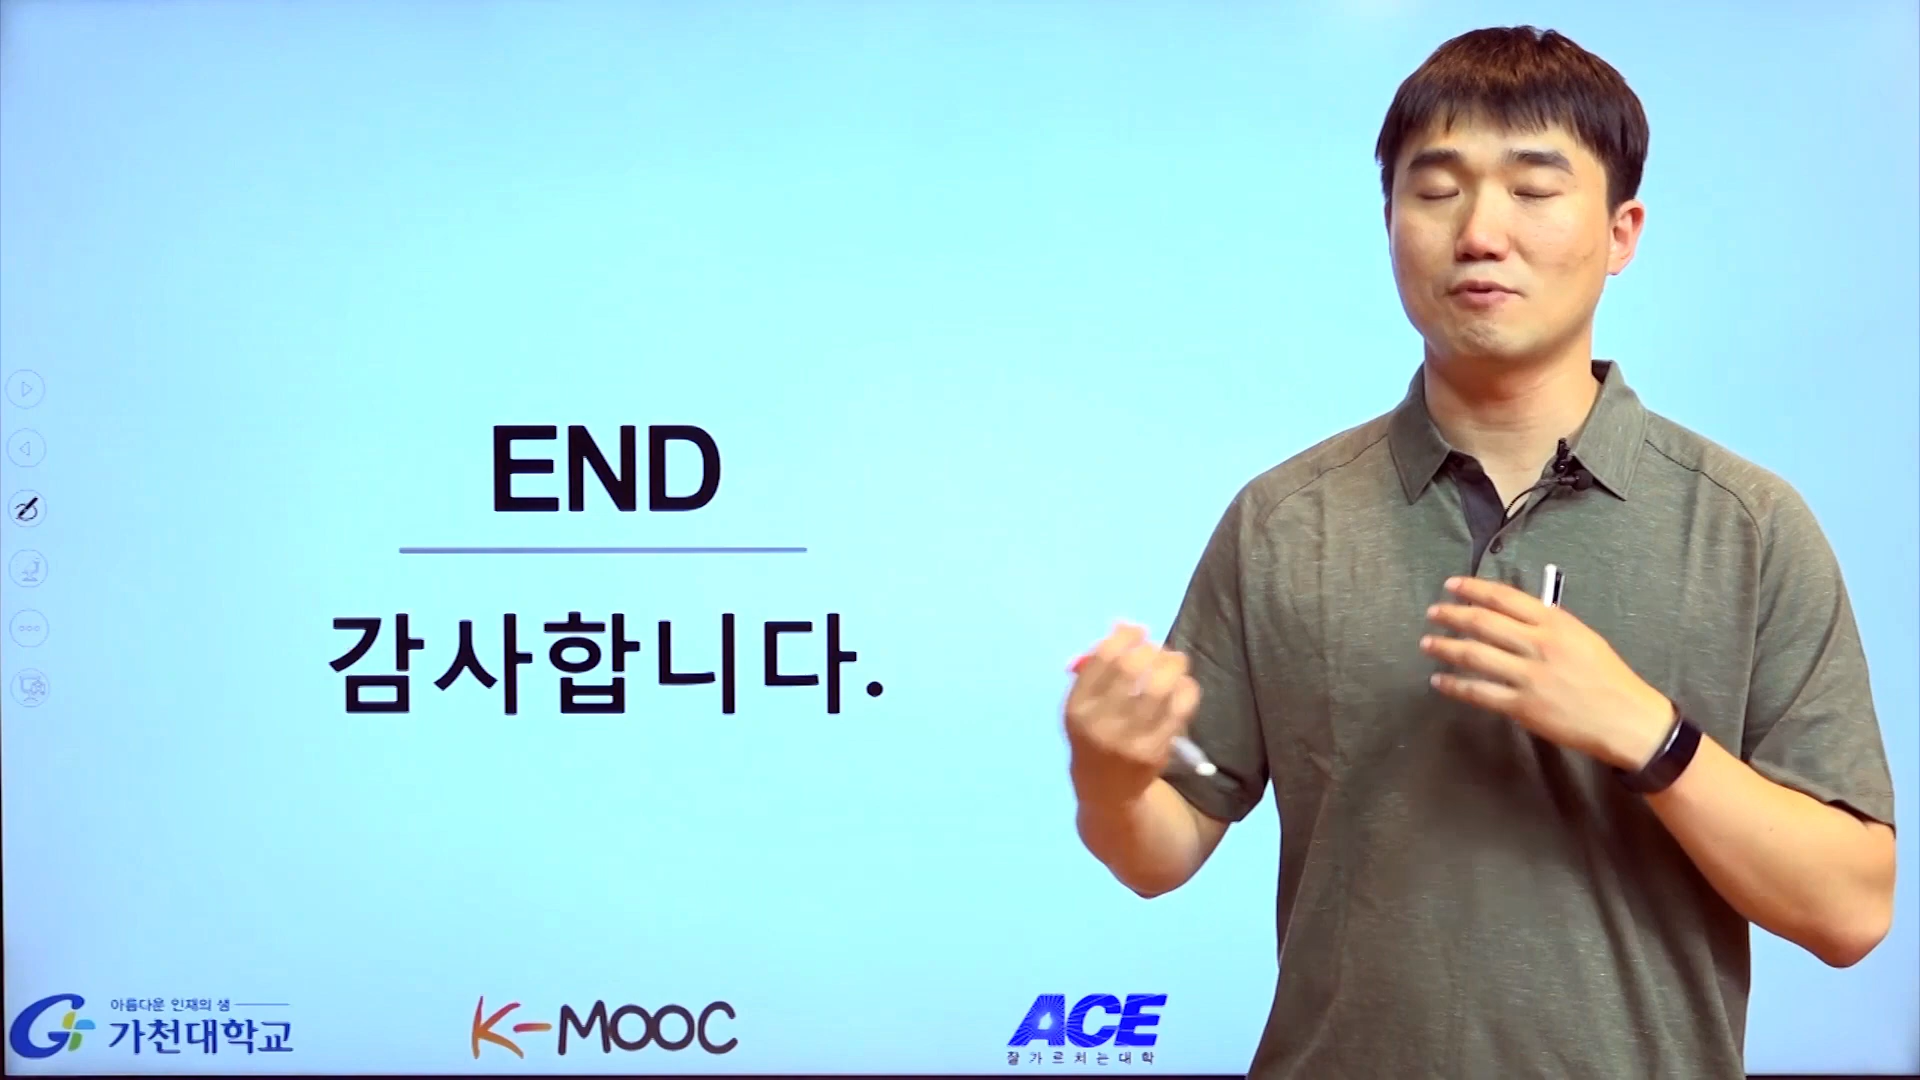 END
감사합니다.
아름다운 인재의 샘
가천대학교
K-MOOC
ACE
잘 가르치는 대학